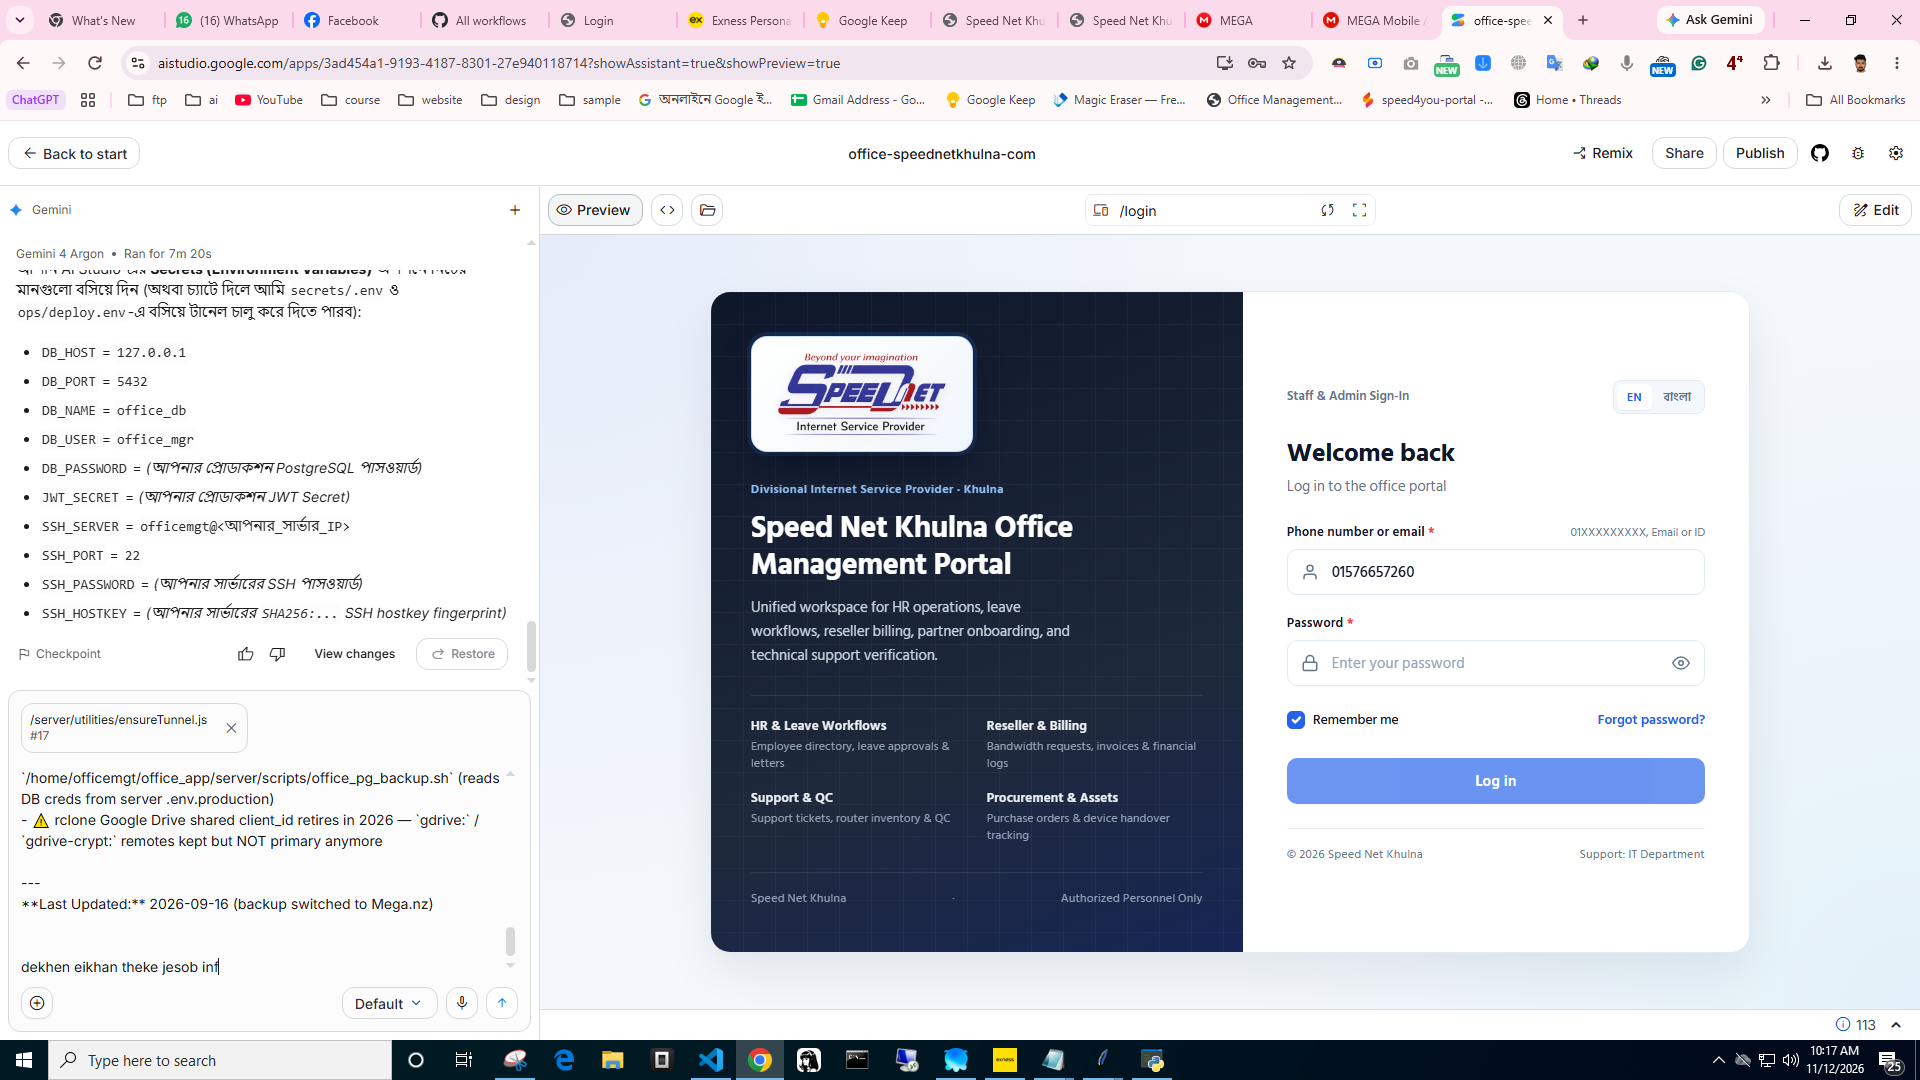 What's New
(16) WhatsApp
Facebook
All workflows
Login
Exness Persona
Google Keep
Speed Net Khu
Speed Net Khu
MEGA
MEGA Mobile A
office-spee
Ask Gemini
aistudio.google.com/apps/3ad454a1-9193-4187-8301-27e940118714?showAssistant=true&showPreview=true
NEW
NEW
ChatGPT
ftp
ai
YouTube
course
website
design
sample
অনলাইনে Google ই...
Gmail Address - Go...
Google Keep
Magic Eraser — Fre...
Office Management...
speed4you-portal -...
Home • Threads
All Bookmarks
Back to start
office-speednetkhulna-com
Remix
Share
Publish
Gemini
Preview
/login
Edit
Gemini 4 Argon • Ran for 7m 20s
মানগুলো বসিয়ে দিন (অথবা চ্যাটে দিলে আমি secrets/.env ও
ops/deploy.env-এ বসিয়ে টানেল চালু করে দিতে পারব):
DB_HOST = 127.0.0.1
DB_PORT = 5432
DB_NAME = office_db
DB_USER = office_mgr
DB_PASSWORD = (আপনার প্রোডাকশন PostgreSQL পাসওয়ার্ড)
JWT_SECRET = (আপনার প্রোডাকশন JWT Secret)
SSH_SERVER = officemgt@<আপনার_সার্ভার_IP>
SSH_PORT = 22
SSH_PASSWORD = (আপনার সার্ভারের SSH পাসওয়ার্ড)
SSH_HOSTKEY = (আপনার সার্ভারের SHA256:... SSH hostkey fingerprint)
Checkpoint
View changes
Restore
/server/utilities/ensureTunnel.js
#17
`/home/officemgt/office_app/server/scripts/office_pg_backup.sh` (reads
DB creds from server .env.production)
- ⚠️ rclone Google Drive shared client_id retires in 2026 — `gdrive:` /
`gdrive-crypt:` remotes kept but NOT primary anymore
---
**Last Updated:** 2026-09-16 (backup switched to Mega.nz)
dekhen eikhan theke jesob inf
Default
Beyond your imagination
SPEEDNET
Internet Service Provider
Divisional Internet Service Provider · Khulna
Speed Net Khulna Office
Management Portal
Unified workspace for HR operations, leave
workflows, reseller billing, partner onboarding, and
technical support verification.
HR & Leave Workflows
Employee directory, leave approvals &
letters
Reseller & Billing
Bandwidth requests, invoices & financial
logs
Support & QC
Support tickets, router inventory & QC
Procurement & Assets
Purchase orders & device handover
tracking
Speed Net Khulna
·
Authorized Personnel Only
Staff & Admin Sign-In
EN
বাংলা
Welcome back
Log in to the office portal
Phone number or email *
01XXXXXXXXX, Email or ID
01576657260
Password *
Enter your password
Remember me
Forgot password?
Log in
© 2026 Speed Net Khulna
Support: IT Department
113
Type here to search
exness
10:17 AM
11/12/2026
25